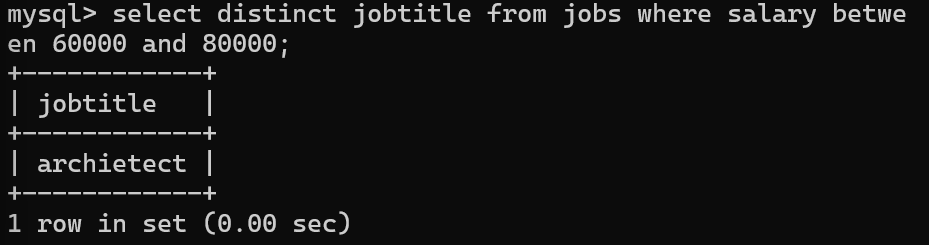 mysql> select distinct jobtitle from jobs where salary betwe
en 60000 and 80000;
+------------+
| jobtitle   |
+------------+
| archietect |
+------------+
1 row in set (0.00 sec)